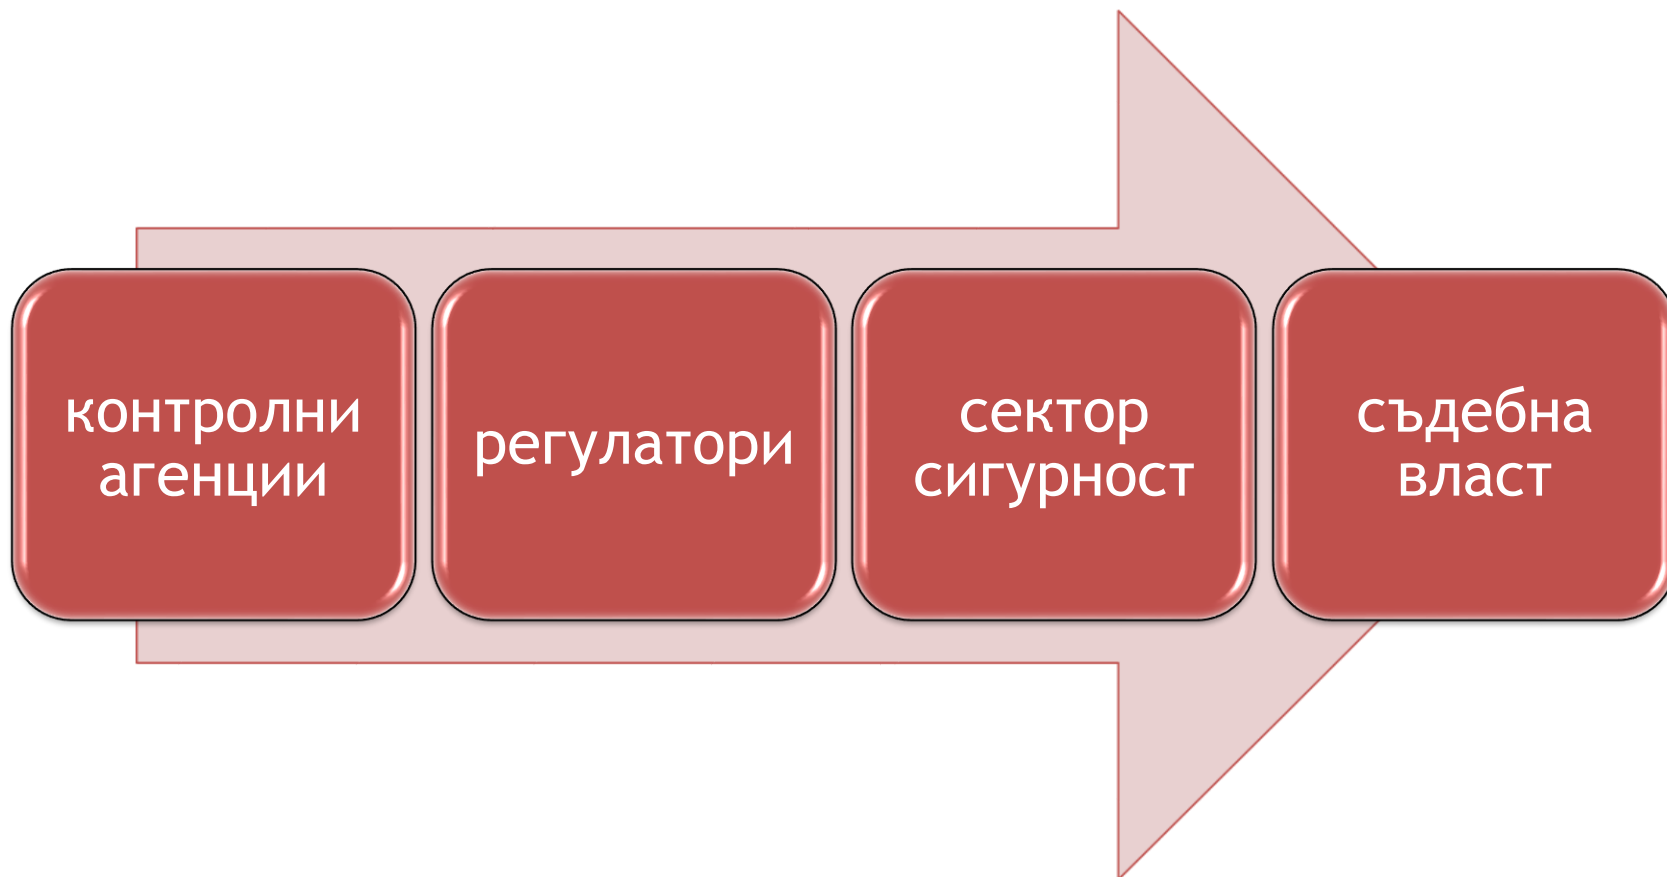 контролни
агенции
регулатори
сектор
сигурност
съдебна
власт